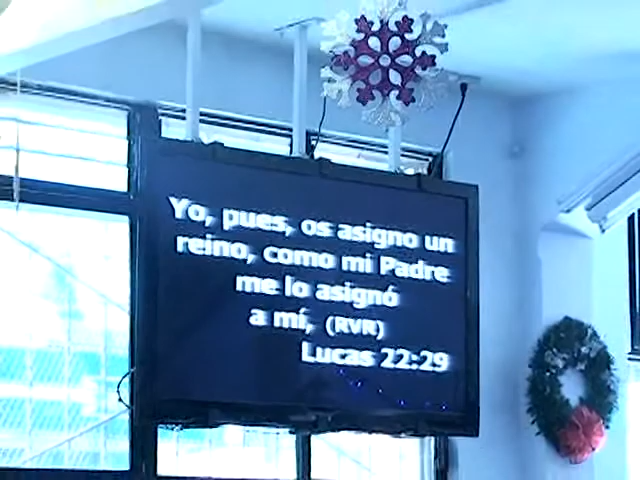 Yo, pues, os asigno un
reino, como mi Padre
me lo asignó
a mí, (RVR)
Lucas 22:29